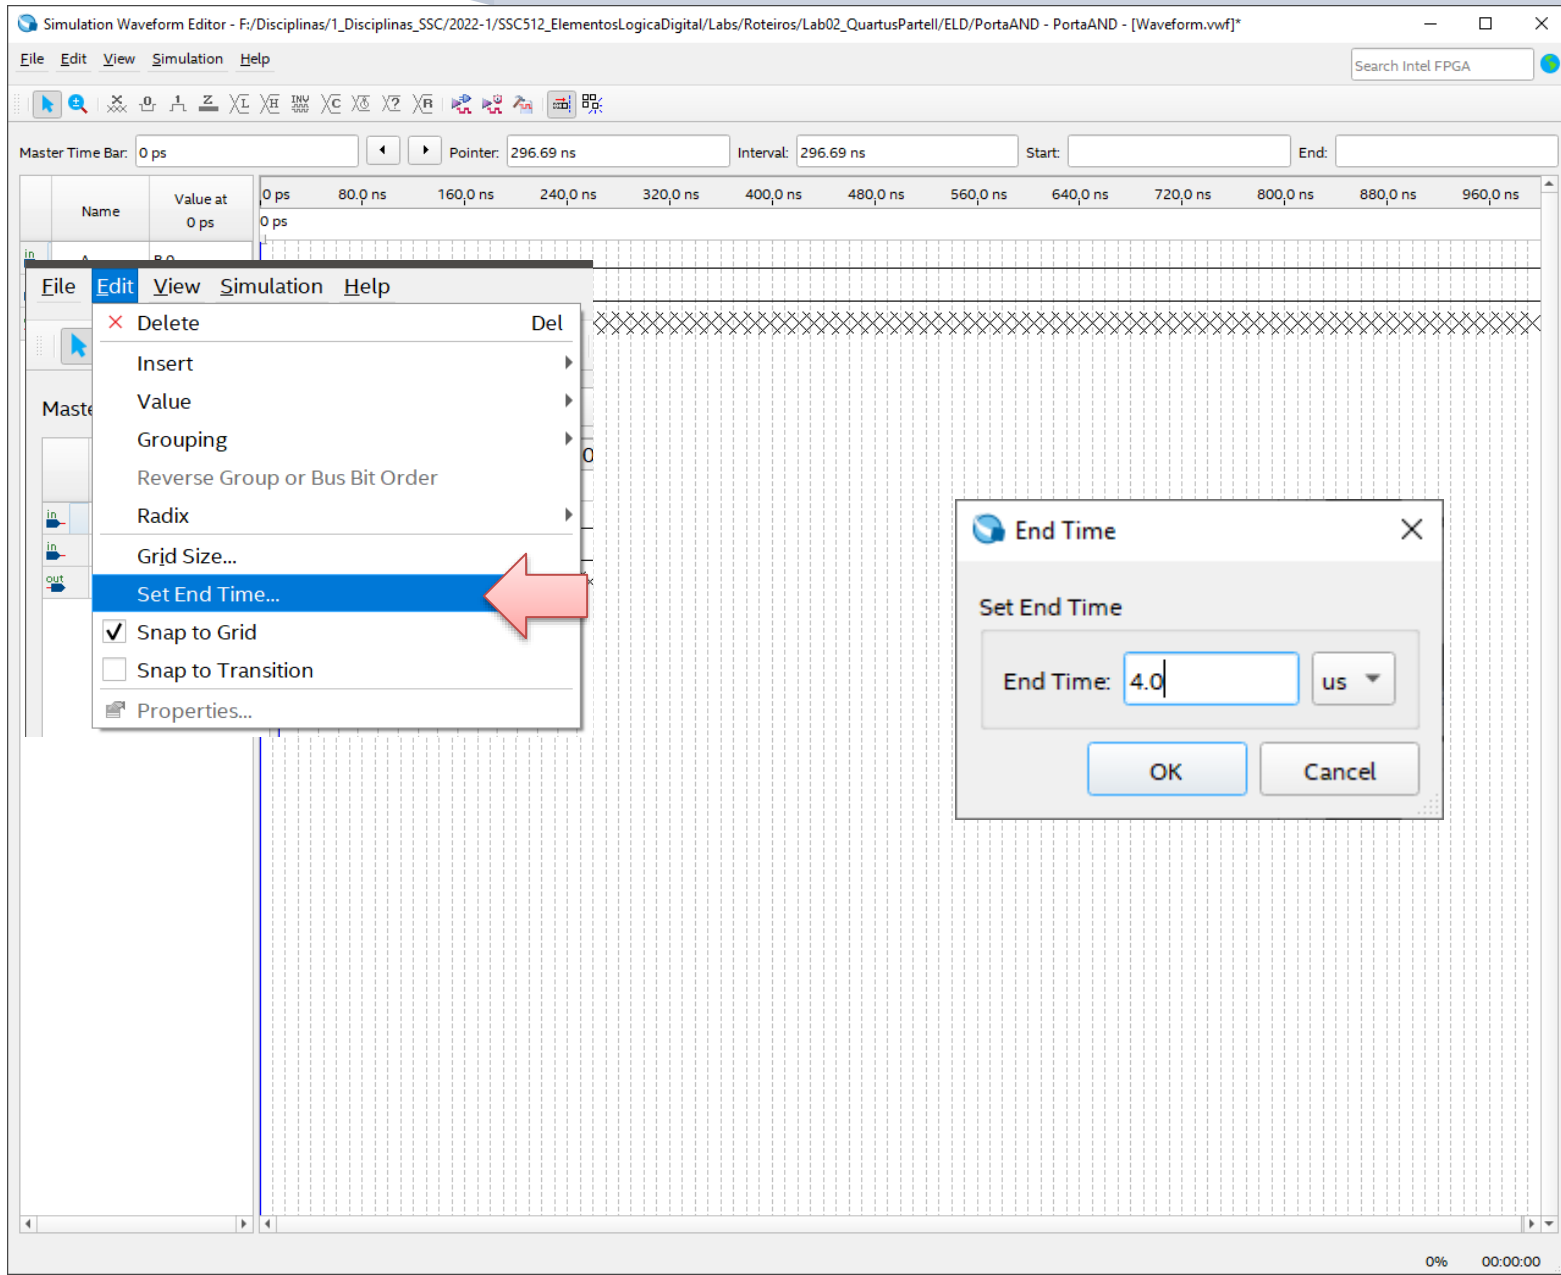 Simulation Waveform Editor - F:/Disciplinas/1_Disciplinas_SSC/2022-1/SSC512_ElementosLogicaDigital/Labs/Roteiros/Lab02_QuartusParteII/ELD/PortaAND - PortaAND - [Waveform.vwf]*
File Edit View Simulation Help
Search Intel FPGA
Master Time Bar: 0 ps Pointer: 296.69 ns Interval: 296.69 ns Start: End:
Name
Value at
0 ps
0 ps 80.0 ns 160.0 ns 240.0 ns 320.0 ns 400.0 ns 480.0 ns 560.0 ns 640.0 ns 720.0 ns 800.0 ns 880.0 ns 960.0 ns
0 ps
in
File Edit View Simulation Help
Delete Del
Insert
Value
Grouping
Reverse Group or Bus Bit Order
Radix
Grid Size...
Set End Time...
Snap to Grid
Snap to Transition
Properties...
in
in
out
End Time
Set End Time
End Time: 4.0 us
OK Cancel
0% 00:00:00